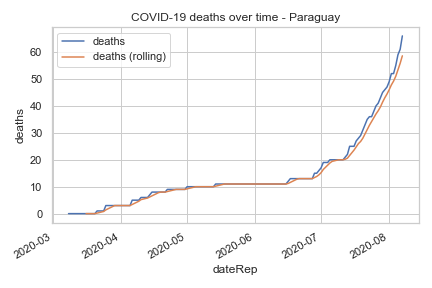 COVID-19 deaths over time - Paraguay
deaths
deaths (rolling)
deaths
60
50
40
30
20
10
0
2020-03
2020-04
2020-05
2020-06
2020-07
2020-08
dateRep